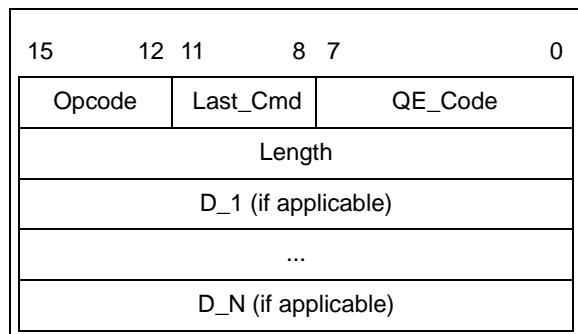 15 12 11 8 7 0
Opcode Last_Cmd QE_Code
Length
D_1 (if applicable)
...
D_N (if applicable)